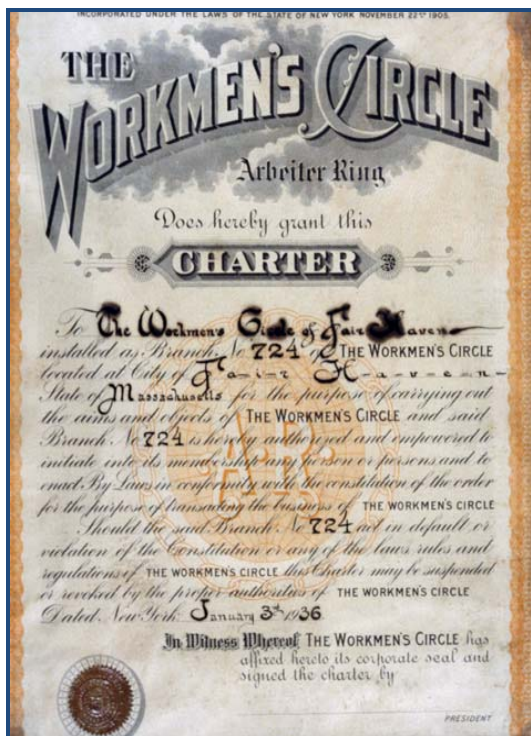 INCORPORATED UNDER THE LAWS OF THE STATE OF NEW YORK NOVEMBER 22ND 1905.
THE
WORKMEN'S CIRCLE
Arbeiter Ring
Does hereby grant this
CHARTER
To The Workmen's Circle of Fair Haven
installed as Branch No 724 of THE WORKMEN'S CIRCLE
located at City of F-a-i-r H-a-v-e-n-
State of Massachusetts for the purpose of carrying out
the aims and objects of THE WORKMEN'S CIRCLE and said
Branch No 724 is hereby authorized and empowered to
initiate into its membership any person or persons and to
enact By Laws in conformity with the constitution of the order
for the purpose of transacting the business of THE WORKMEN'S CIRCLE
Should the said Branch No 724 act in default or
violation of the Constitution or any of the laws rules and
regulations of THE WORKMEN'S CIRCLE this Charter may be suspended
or revoked by the proper authorities of THE WORKMEN'S CIRCLE
Dated New York January 3rd 1936.
In Witness Whereof THE WORKMEN'S CIRCLE has
affixed hereto its corporate seal and
signed the charter by
PRESIDENT